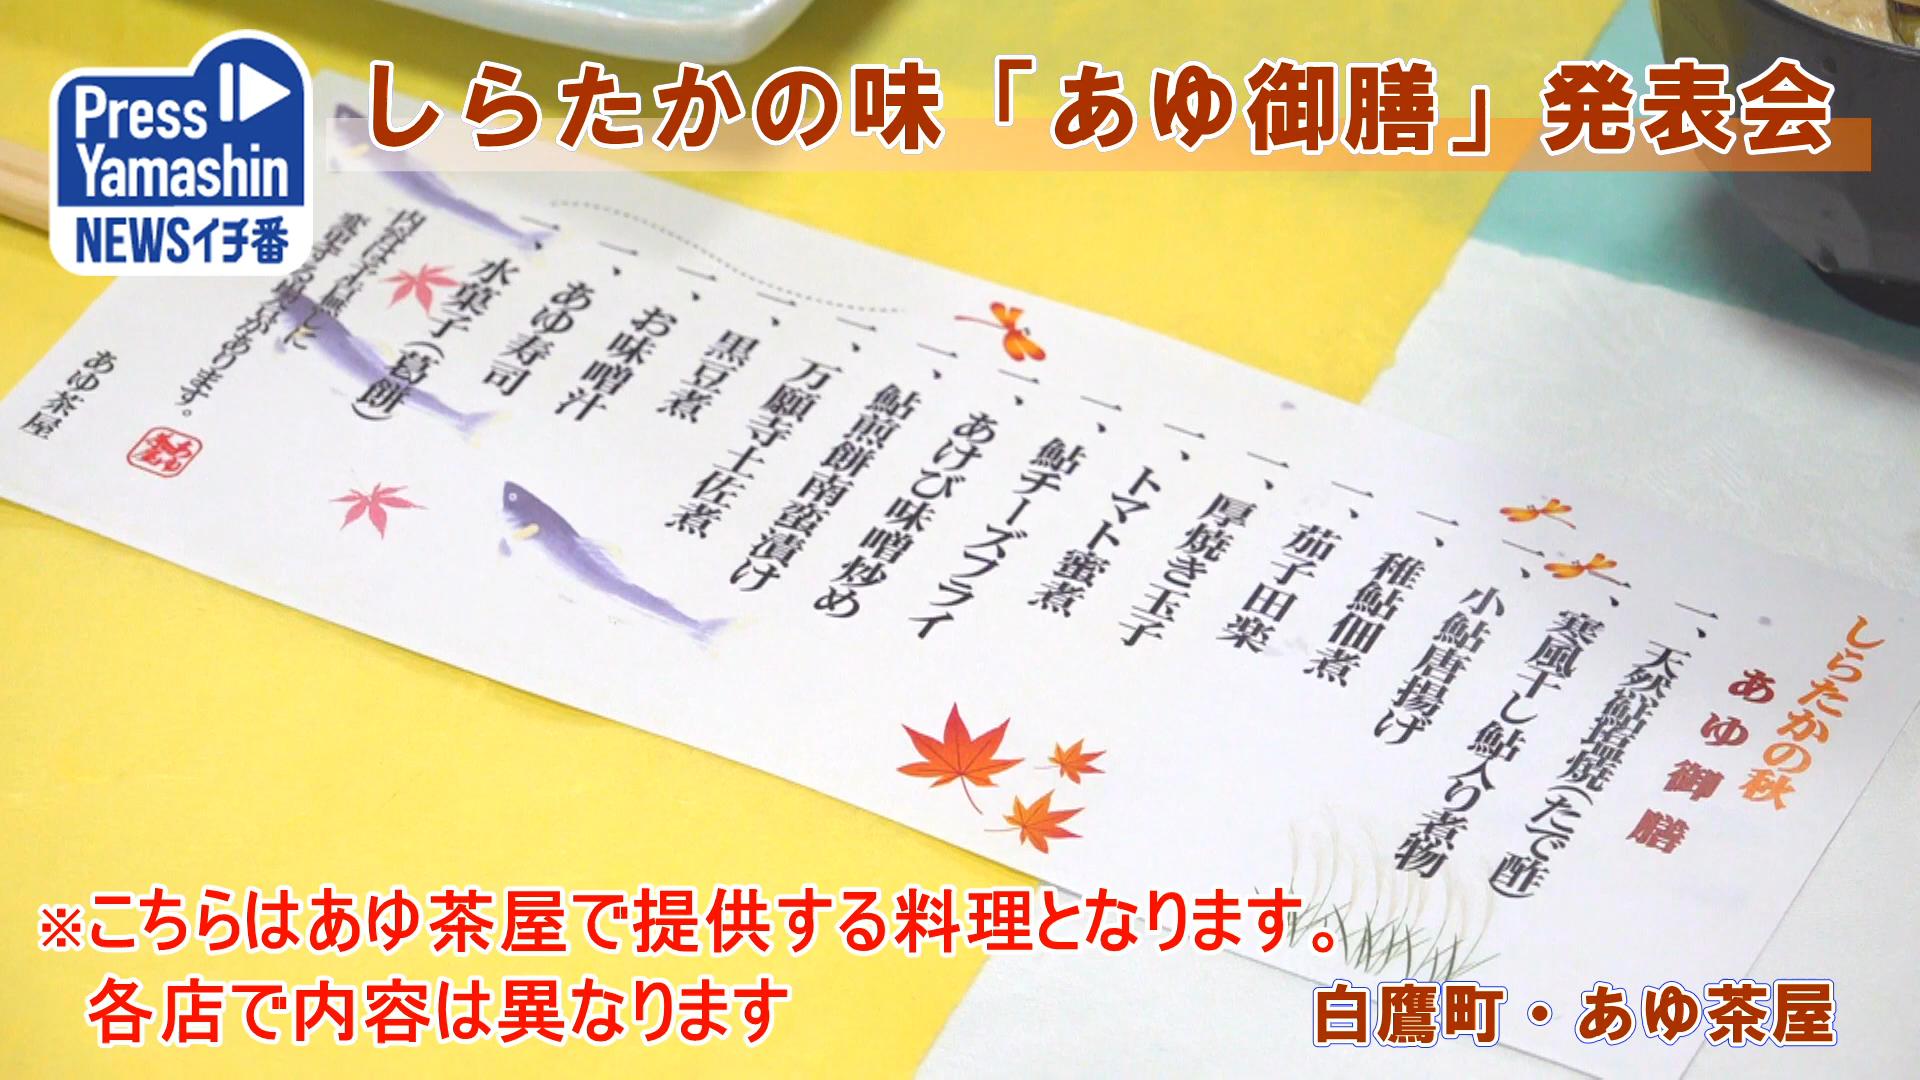 Press
Yamashin
NEWSイチ番
しらたかの味「あゆ御膳」発表会
しらたかの秋
あゆ御膳
一、天然鮎塩焼(たで酢)
一、寒風干し鮎入り煮物
一、小鮎唐揚げ
一、稚鮎佃煮
一、茄子田楽
一、厚焼き玉子
一、トマト蜜煮
一、鮎チーズフライ
一、あけび味噌炒め
一、鮎煎餅南蛮漬け
一、万願寺土佐煮
一、黒豆煮
一、お味噌汁
一、あゆ寿司
一、水菓子(葛餅)
内容は予告無しに
変更する場合があります。
あゆ茶屋
※こちらはあゆ茶屋で提供する料理となります。
各店で内容は異なります
白鷹町・あゆ茶屋